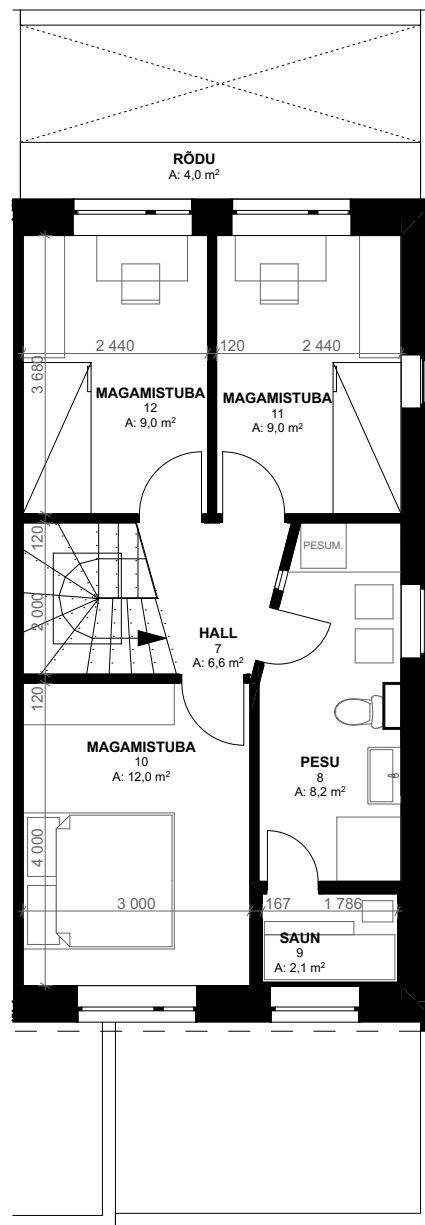 RÕDU
A: 4,0 m²
2 440
120
2 440
3 680
MAGAMISTUBA
12
A: 9,0 m²
MAGAMISTUBA
11
A: 9,0 m²
120
PESUM.
2 000
HALL
7
A: 6,6 m²
120
MAGAMISTUBA
10
A: 12,0 m²
PESU
8
A: 8,2 m²
4 000
3 000
167
1 786
SAUN
9
A: 2,1 m²